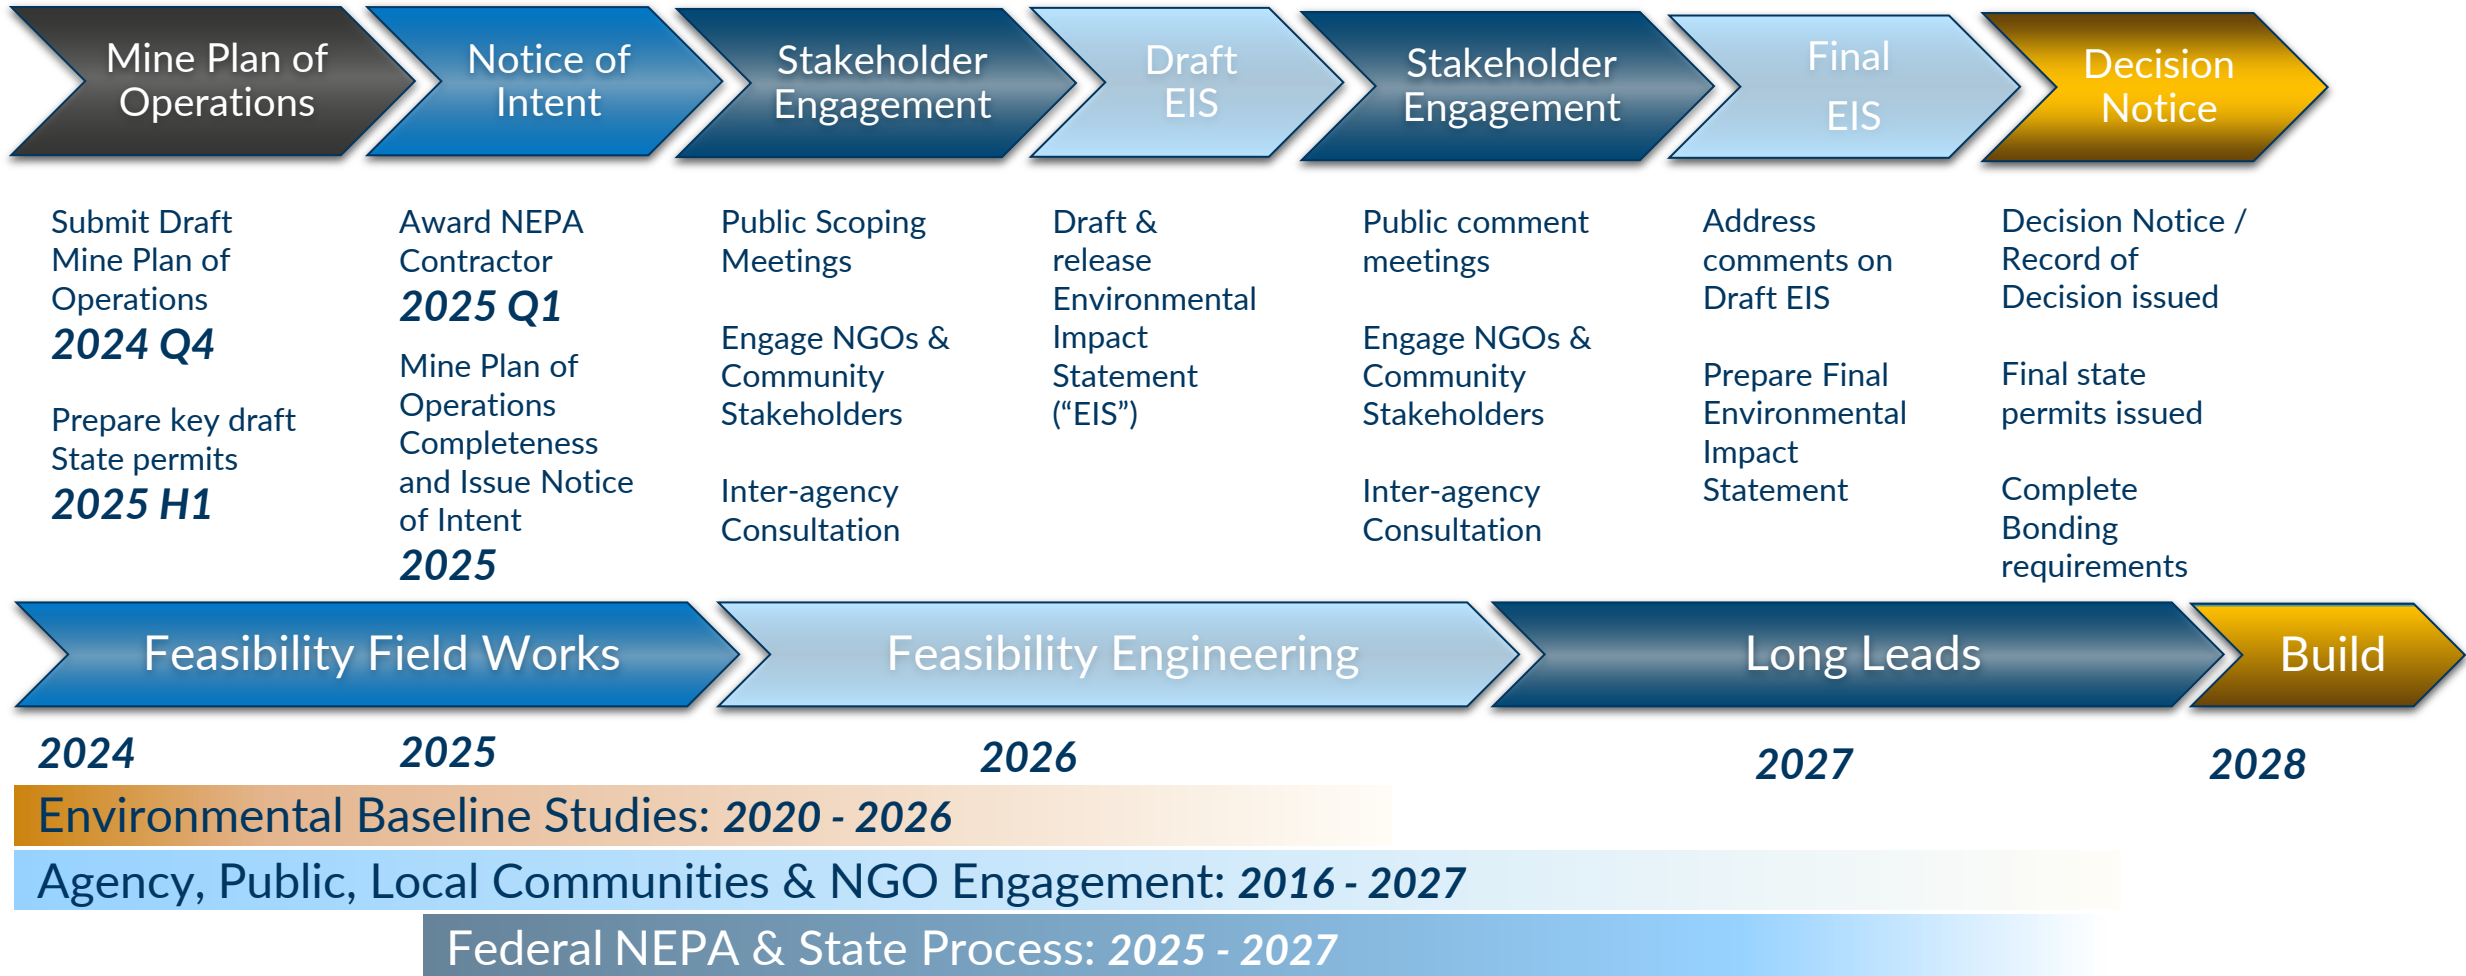 Mine Plan of
Operations
Notice of
Intent
Stakeholder
Engagement
Draft
EIS
Stakeholder
Engagement
Final
EIS
Decision
Notice
Submit Draft
Mine Plan of
Operations
2024 Q4
Prepare key draft
State permits
2025 H1
Award NEPA
Contractor
2025 Q1
Mine Plan of
Operations
Completeness
and Issue Notice
of Intent
2025
Public Scoping
Meetings
Engage NGOs &
Community
Stakeholders
Inter-agency
Consultation
Draft &
release
Environmental
Impact
Statement
(“EIS”)
Public comment
meetings
Engage NGOs &
Community
Stakeholders
Inter-agency
Consultation
Address
comments on
Draft EIS
Prepare Final
Environmental
Impact
Statement
Decision Notice /
Record of
Decision issued
Final state
permits issued
Complete
Bonding
requirements
Feasibility Field Works
Feasibility Engineering
Long Leads
Build
2024
2025
2026
2027
2028
Environmental Baseline Studies: 2020 - 2026
Agency, Public, Local Communities & NGO Engagement: 2016 - 2027
Federal NEPA & State Process: 2025 - 2027